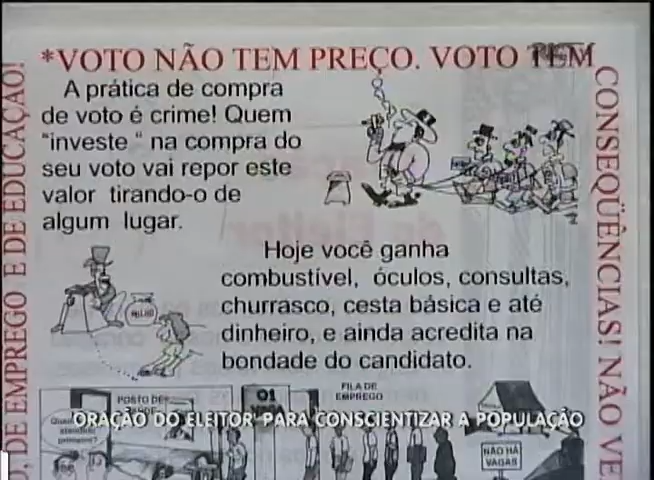 *VOTO NÃO TEM PREÇO. VOTO TEM
CONSEQÜÊNCIAS! NÃO VE
O, DE EMPREGO E DE EDUCAÇÃO!
A prática de compra
de voto é crime! Quem
"investe " na compra do
seu voto vai repor este
valor tirando-o de
algum lugar.
Hoje você ganha
combustível, óculos, consultas,
churrasco, cesta básica e até
dinheiro, e ainda acredita na
bondade do candidato.
MILHO
POSTO DE
01
FILA DE
EMPREGO
ORAÇÃO DO ELEITOR PARA CONSCIENTIZAR A POPULAÇÃO
NÃO HÁ
VAGAS